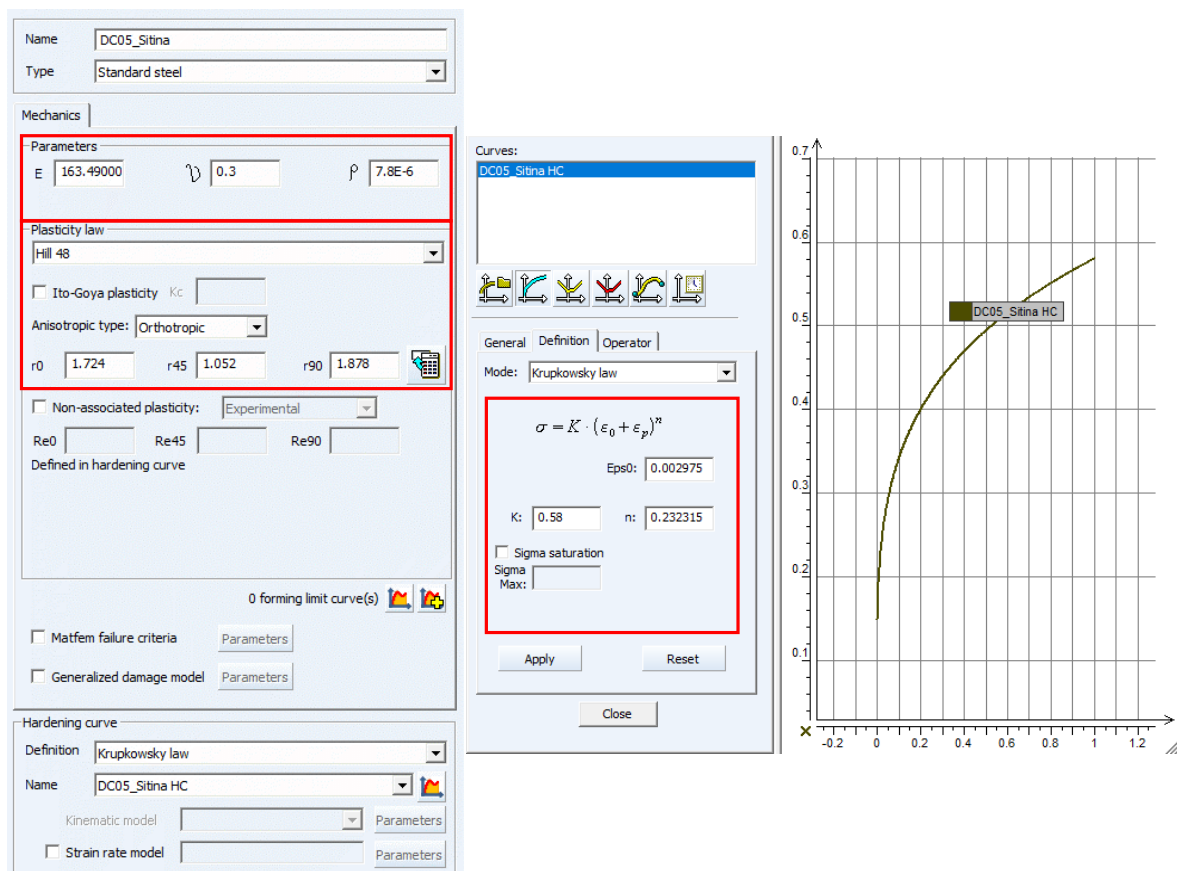 Name DC05_Sitina
Type Standard steel
Mechanics
Parameters
E 163.49000 υ 0.3 ρ 7.8E-6
Plasticity law
Hill 48
Ito-Goya plasticity Kc
Anisotropic type: Orthotropic
r0 1.724 r45 1.052 r90 1.878
Non-associated plasticity: Experimental
Re0 Re45 Re90
Defined in hardening curve
0 forming limit curve(s)
Matfem failure criteria Parameters
Generalized damage model Parameters
Hardening curve
Definition Krupkowsky law
Name DC05_Sitina HC
Kinematic model Parameters
Strain rate model Parameters
Curves:
DC05_Sitina HC
General Definition Operator
Mode: Krupkowsky law
σ = K · (ε₀ + εₚ)ⁿ
Eps0: 0.002975
K: 0.58 n: 0.232315
Sigma saturation
Sigma
Max:
Apply Reset
Close
0.7
0.6
0.5
0.4
0.3
0.2
0.1
DC05_Sitina HC
-0.2 0 0.2 0.4 0.6 0.8 1 1.2